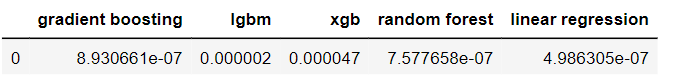 gradient boosting lgbm xgb random forest linear regression
0 8.930661e-07 0.000002 0.000047 7.577658e-07 4.986305e-07